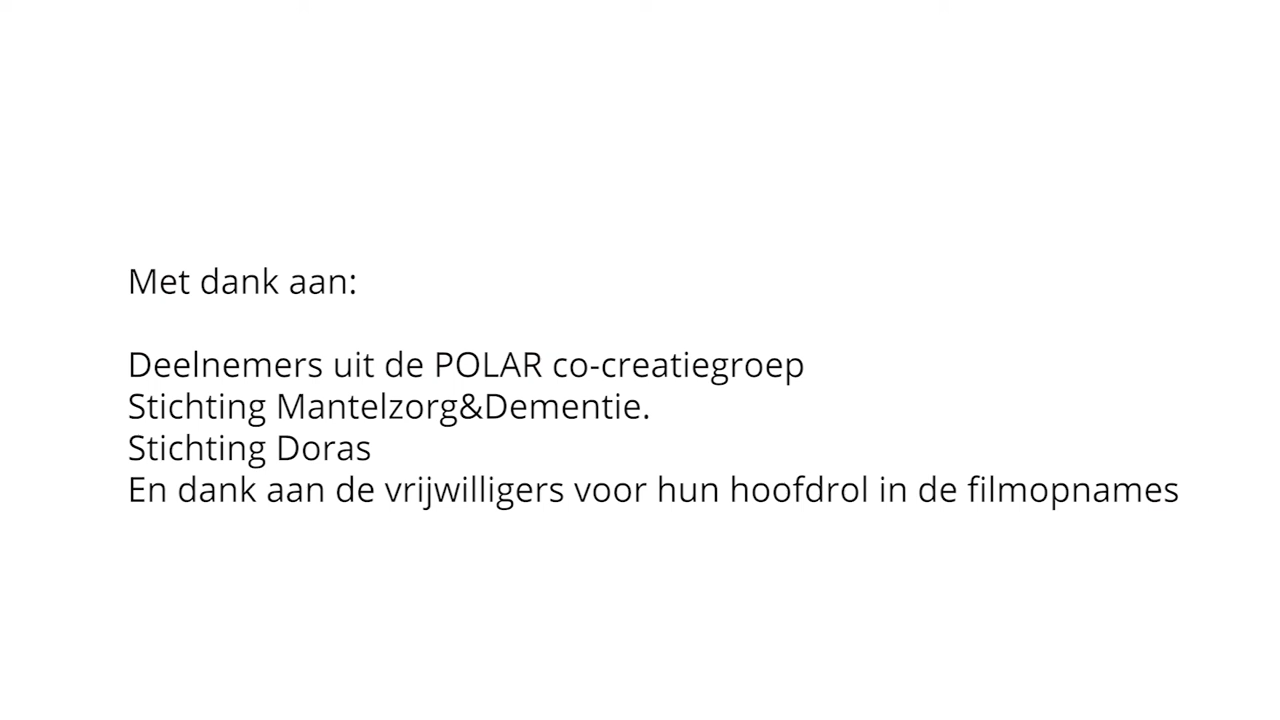 Met dank aan:
Deelnemers uit de POLAR co-creatiegroep
Stichting Mantelzorg&Dementie.
Stichting Doras
En dank aan de vrijwilligers voor hun hoofdrol in de filmopnames